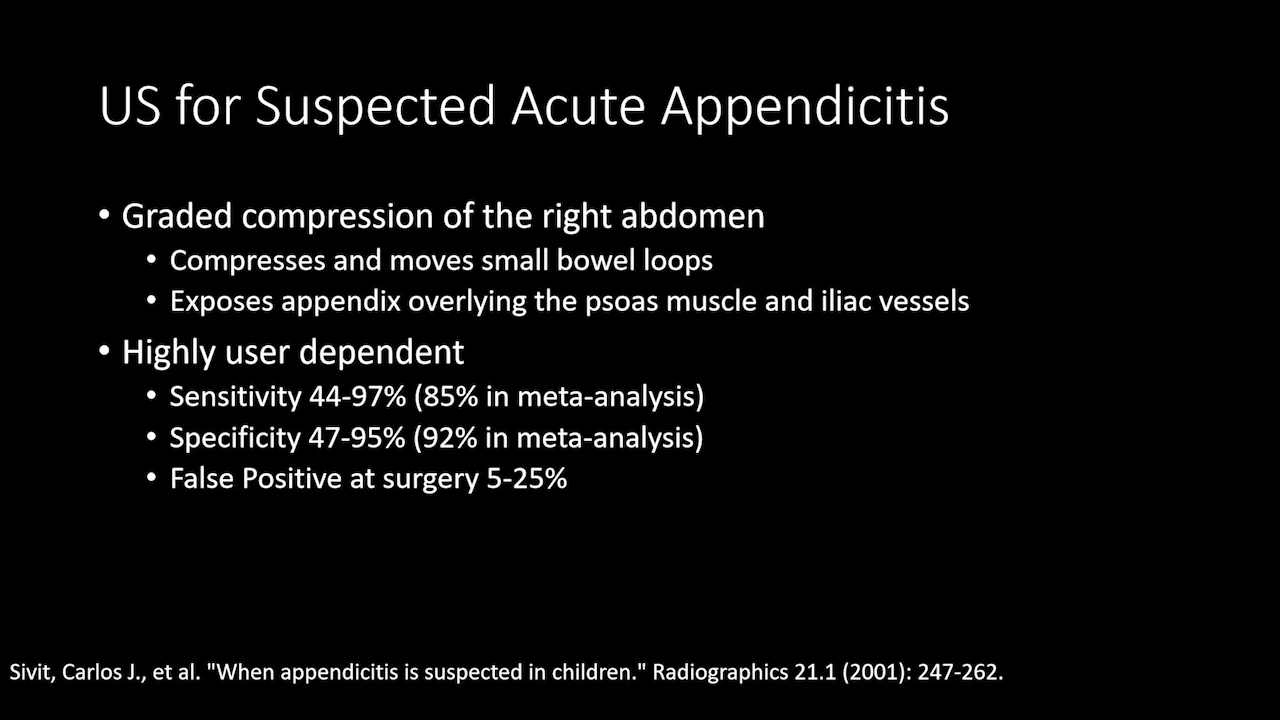 US for Suspected Acute Appendicitis
• Graded compression of the right abdomen
• Compresses and moves small bowel loops
• Exposes appendix overlying the psoas muscle and iliac vessels
• Highly user dependent
• Sensitivity 44-97% (85% in meta-analysis)
• Specificity 47-95% (92% in meta-analysis)
• False Positive at surgery 5-25%
Sivit, Carlos J., et al. "When appendicitis is suspected in children." Radiographics 21.1 (2001): 247-262.